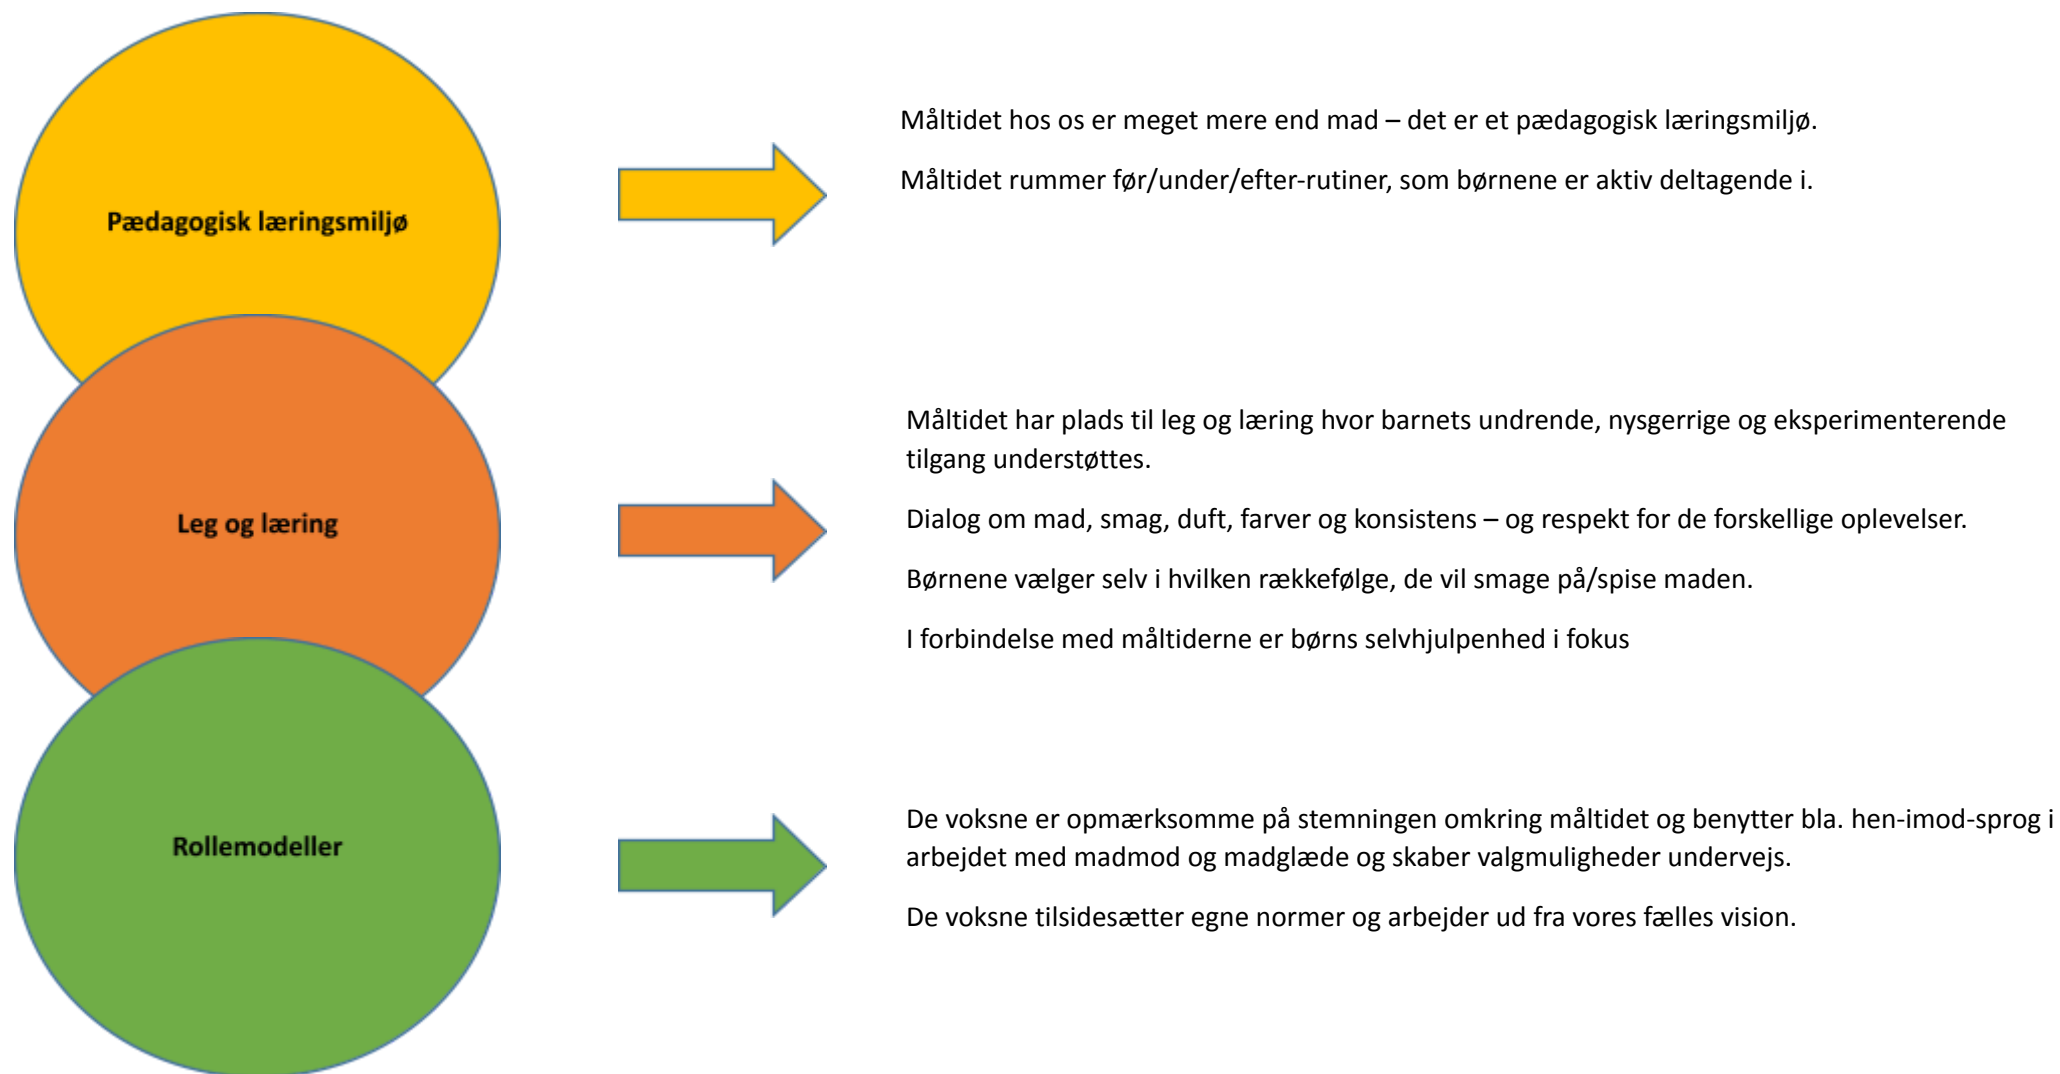 Pædagogisk læringsmiljø
Måltidet hos os er meget mere end mad – det er et pædagogisk læringsmiljø.
Måltidet rummer før/under/efter-rutiner, som børnene er aktiv deltagende i.
Leg og læring
Måltidet har plads til leg og læring hvor barnets undrende, nysgerrige og eksperimenterende
tilgang understøttes.
Dialog om mad, smag, duft, farver og konsistens – og respekt for de forskellige oplevelser.
Børnene vælger selv i hvilken rækkefølge, de vil smage på/spise maden.
I forbindelse med måltiderne er børns selvhjulpenhed i fokus
Rollemodeller
De voksne er opmærksomme på stemningen omkring måltidet og benytter bla. hen-imod-sprog i
arbejdet med madmod og madglæde og skaber valgmuligheder undervejs.
De voksne tilsidesætter egne normer og arbejder ud fra vores fælles vision.